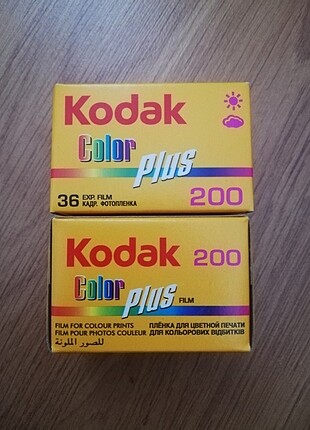 Kodak
Color
plus
36 EXP. FILM
КАДР. ФОТОПЛЕНКА
200
Kodak 200
Color
plus FILM
FILM FOR COLOUR PRINTS
FILM POUR PHOTOS COULEUR
للصور الملونة
ПЛЁНКА ДЛЯ ЦВЕТНОЙ ПЕЧАТИ
ДЛЯ КОЛЬОРОВИХ ВІДБИТКІВ